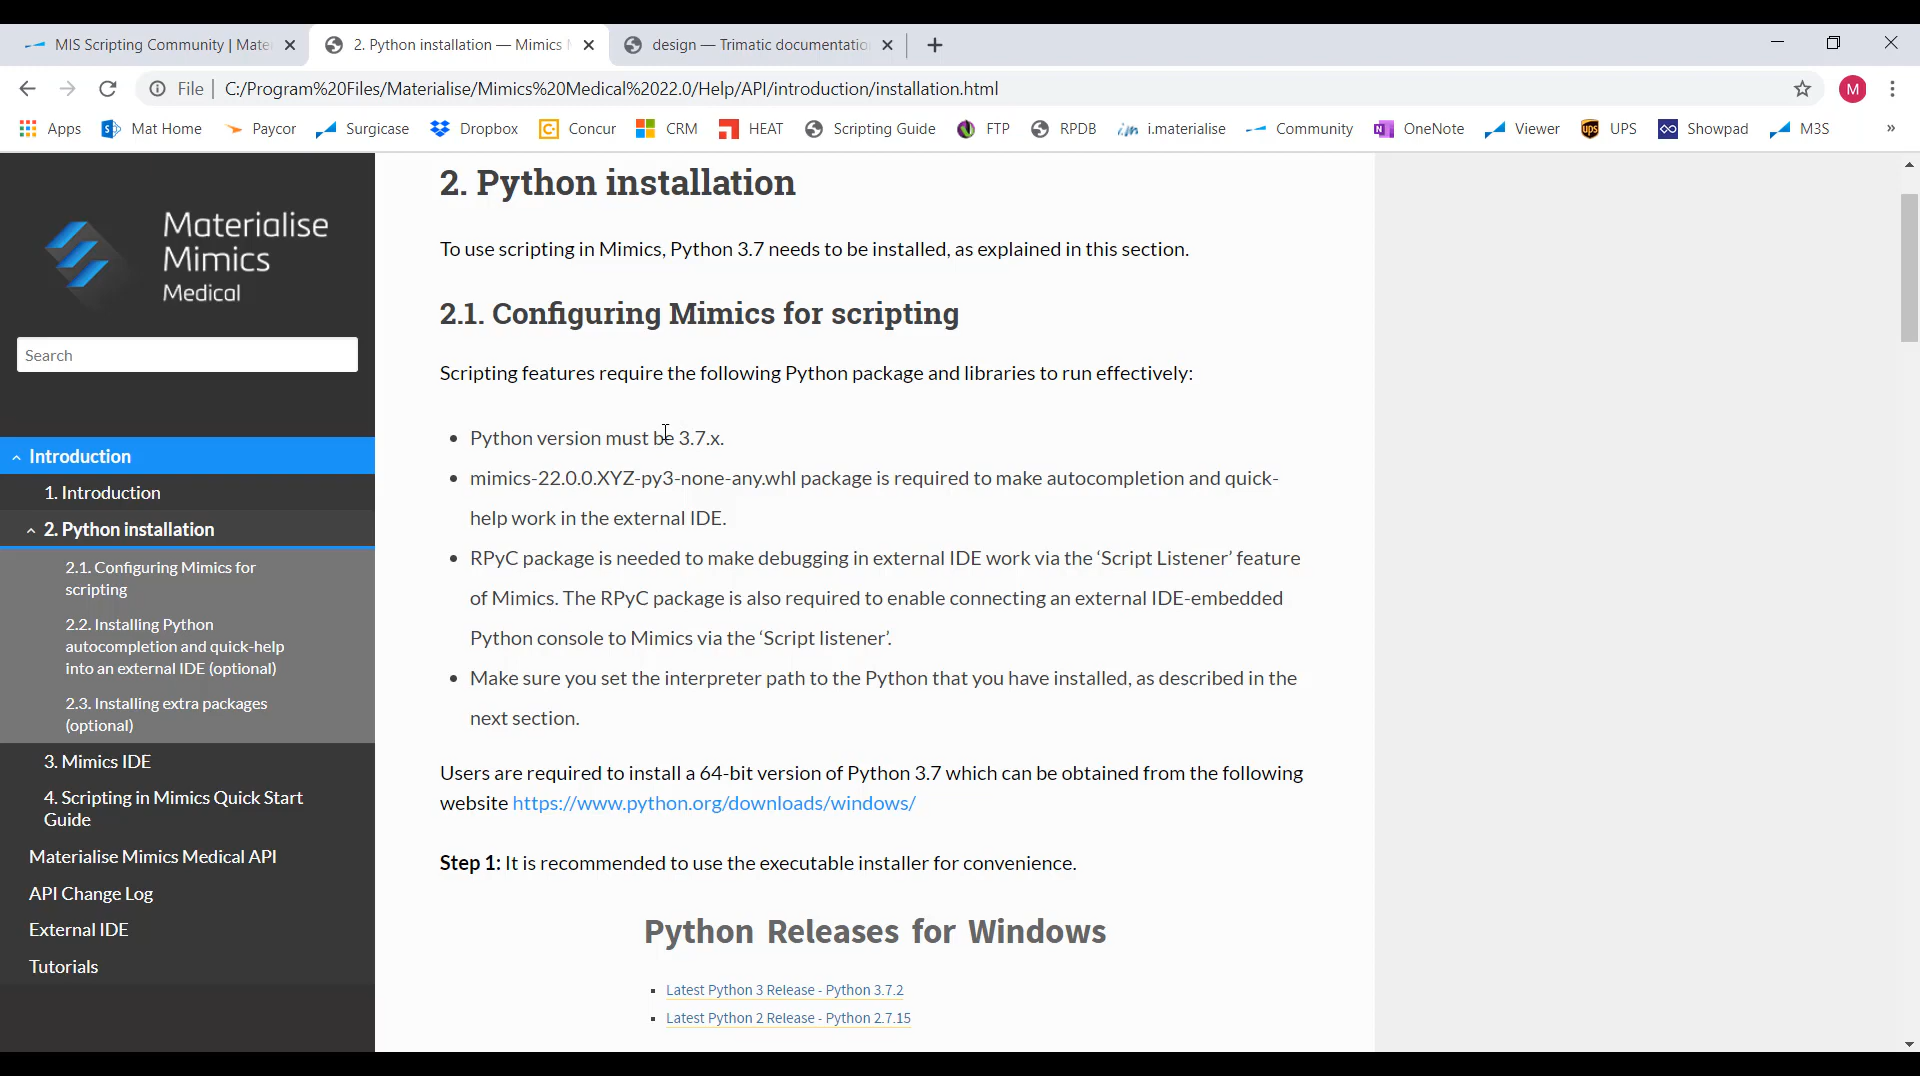 MIS Scripting Community | Mate
2. Python installation — Mimics
design — Trimatic documentatio
File
C:/Program%20Files/Materialise/Mimics%20Medical%2022.0/Help/API/introduction/installation.html
M
Apps
Mat Home
Paycor
Surgicase
Dropbox
Concur
CRM
HEAT
Scripting Guide
FTP
RPDB
i.materialise
Community
OneNote
Viewer
UPS
Showpad
M3S
»
Materialise
Mimics
Medical
Search
Introduction
1. Introduction
2. Python installation
2.1. Configuring Mimics for
scripting
2.2. Installing Python
autocompletion and quick-help
into an external IDE (optional)
2.3. Installing extra packages
(optional)
3. Mimics IDE
4. Scripting in Mimics Quick Start
Guide
Materialise Mimics Medical API
API Change Log
External IDE
Tutorials
2. Python installation
To use scripting in Mimics, Python 3.7 needs to be installed, as explained in this section.
2.1. Configuring Mimics for scripting
Scripting features require the following Python package and libraries to run effectively:
• Python version must be 3.7.x.
• mimics-22.0.0.XYZ-py3-none-any.whl package is required to make autocompletion and quick-
help work in the external IDE.
• RPyC package is needed to make debugging in external IDE work via the ‘Script Listener’ feature
of Mimics. The RPyC package is also required to enable connecting an external IDE-embedded
Python console to Mimics via the ‘Script listener’.
• Make sure you set the interpreter path to the Python that you have installed, as described in the
next section.
Users are required to install a 64-bit version of Python 3.7 which can be obtained from the following
website https://www.python.org/downloads/windows/
Step 1: It is recommended to use the executable installer for convenience.
Python Releases for Windows
▪ Latest Python 3 Release - Python 3.7.2
▪ Latest Python 2 Release - Python 2.7.15